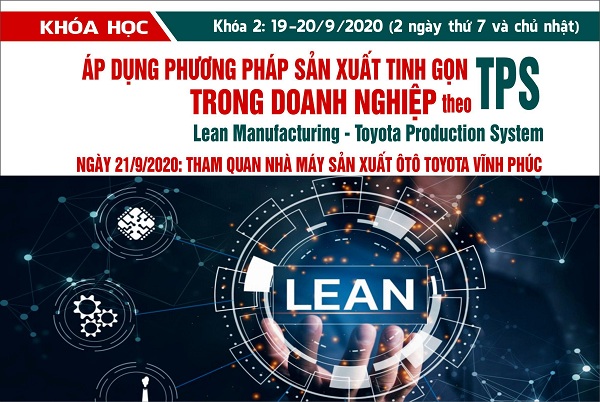 KHÓA HỌC
Khóa 2: 19-20/9/2020 (2 ngày thứ 7 và chủ nhật)
ÁP DỤNG PHƯƠNG PHÁP SẢN XUẤT TINH GỌN
TRONG DOANH NGHIỆP theo TPS
Lean Manufacturing - Toyota Production System
NGÀY 21/9/2020: THAM QUAN NHÀ MÁY SẢN XUẤT ÔTÔ TOYOTA VĨNH PHÚC
LEAN